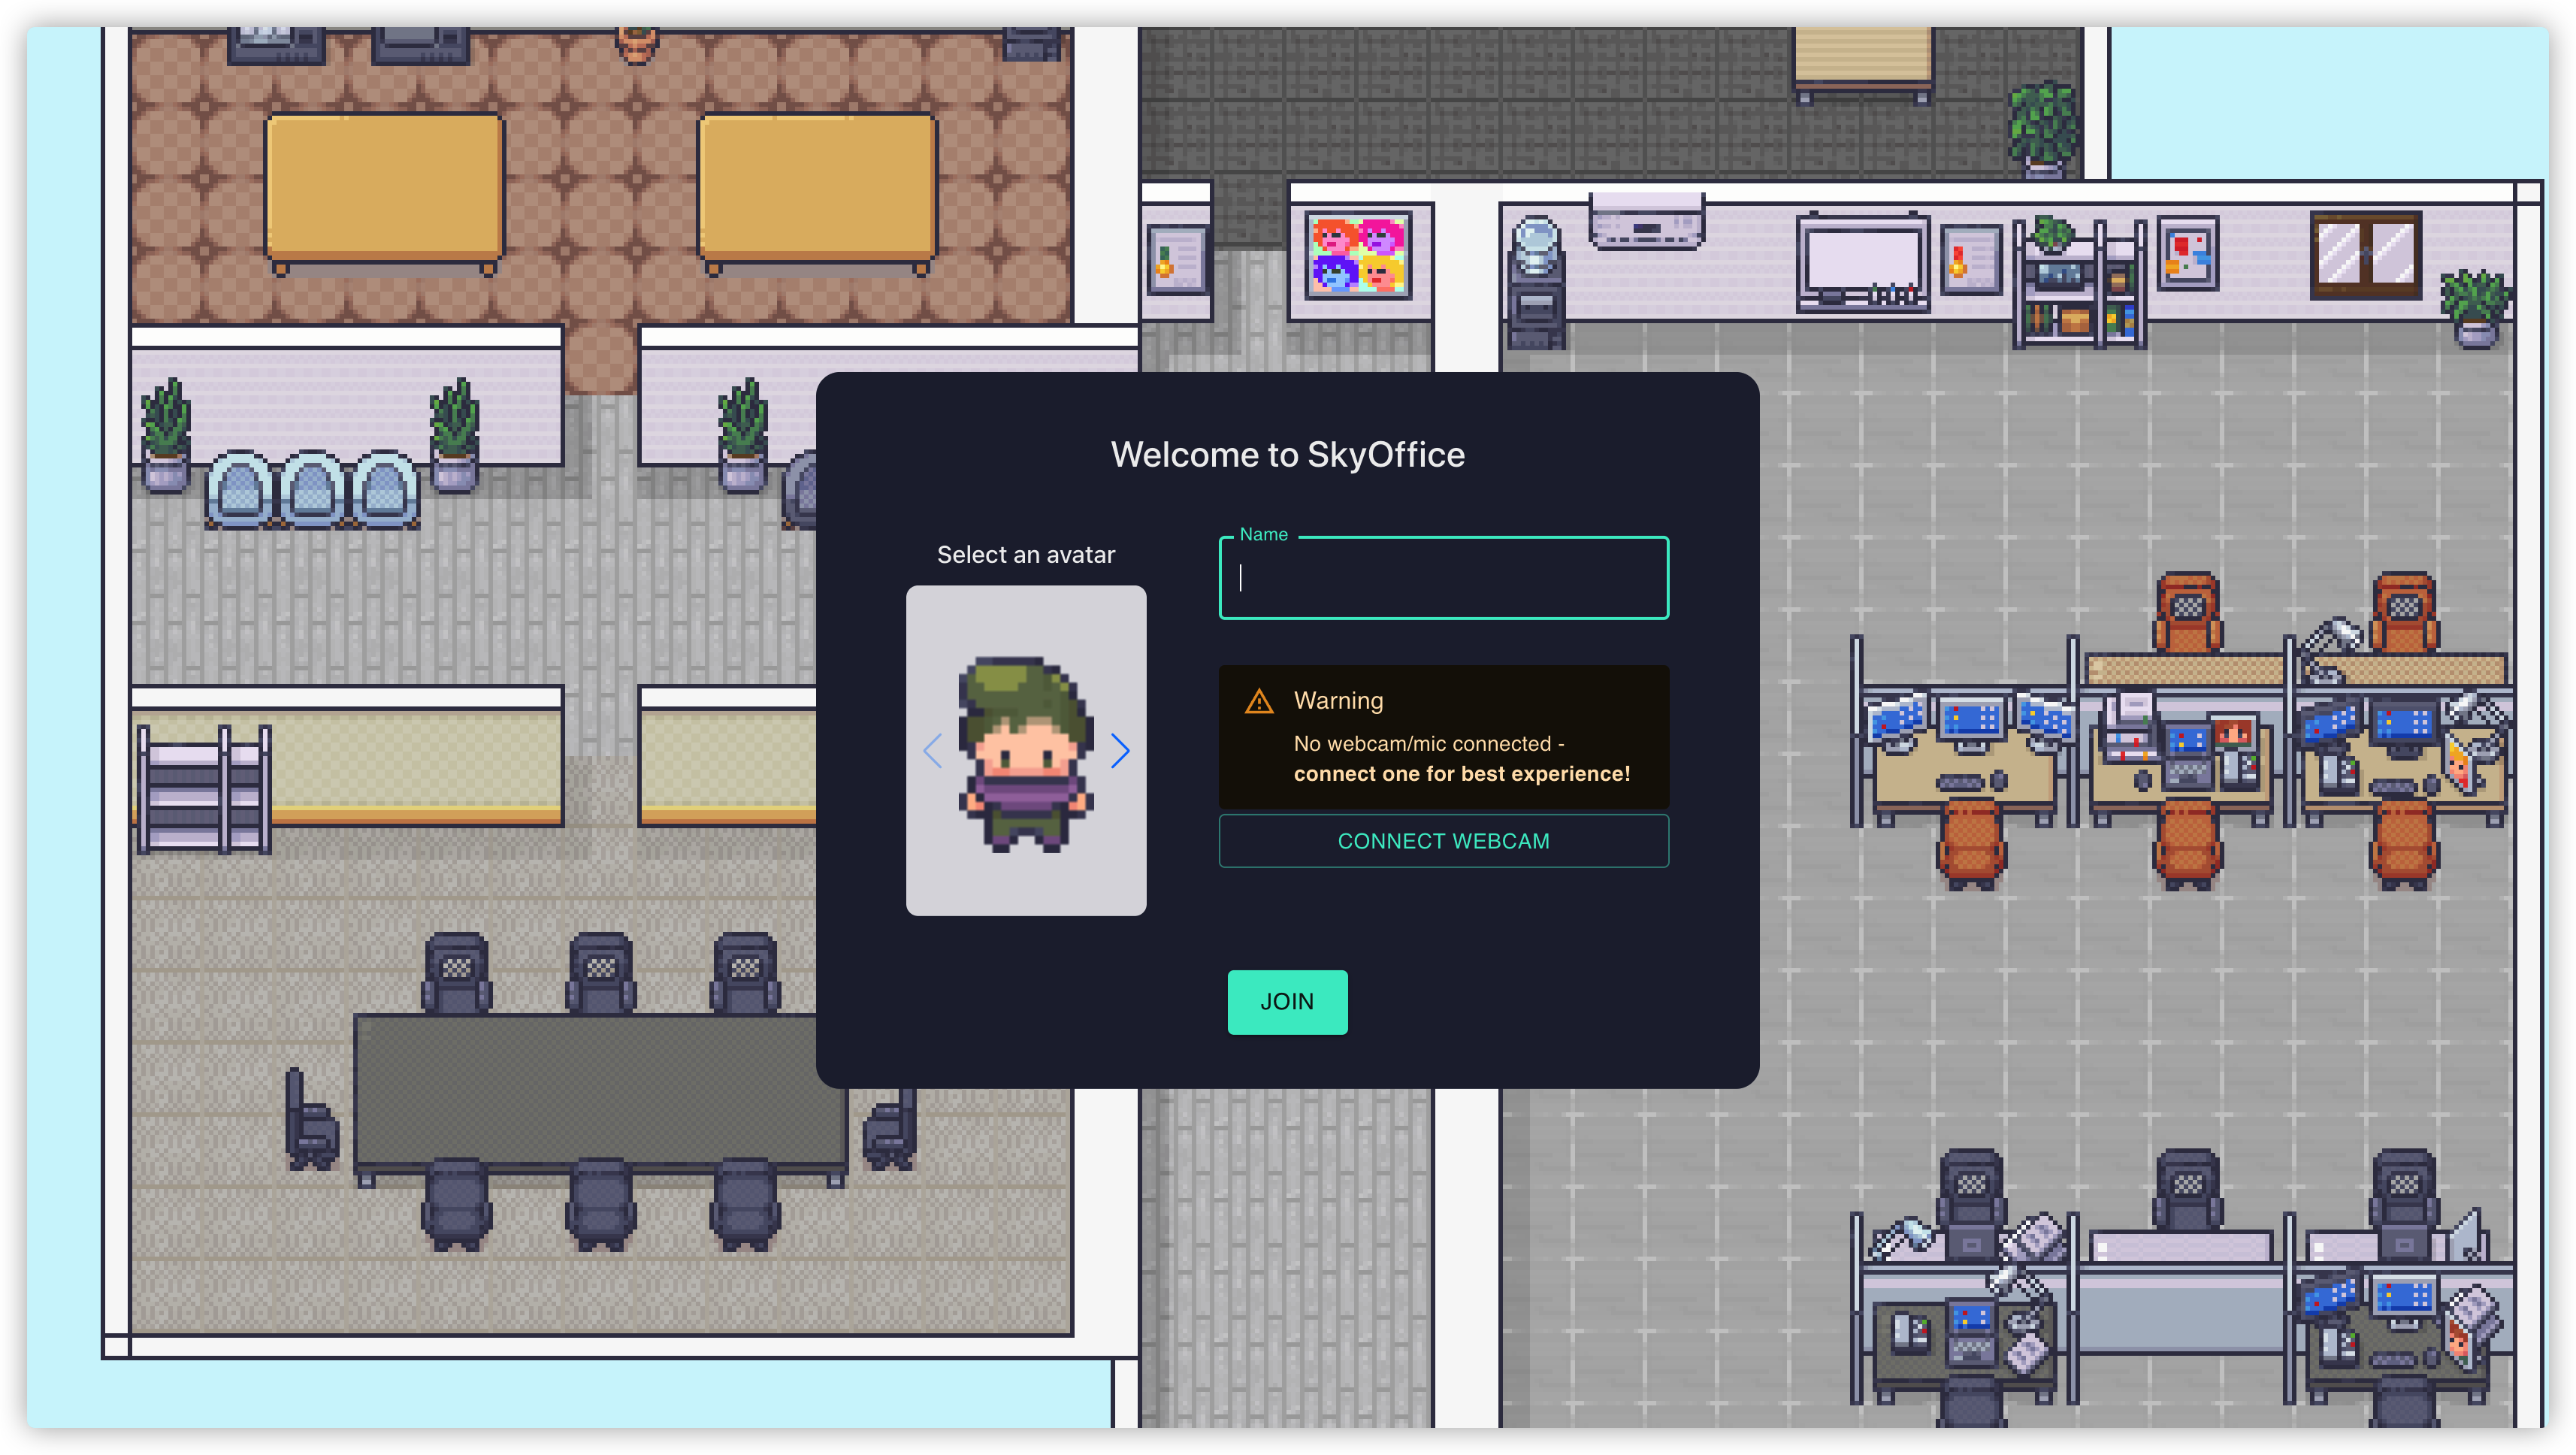 Welcome to SkyOffice
Select an avatar
Name
Warning
No webcam/mic connected -
connect one for best experience!
CONNECT WEBCAM
JOIN